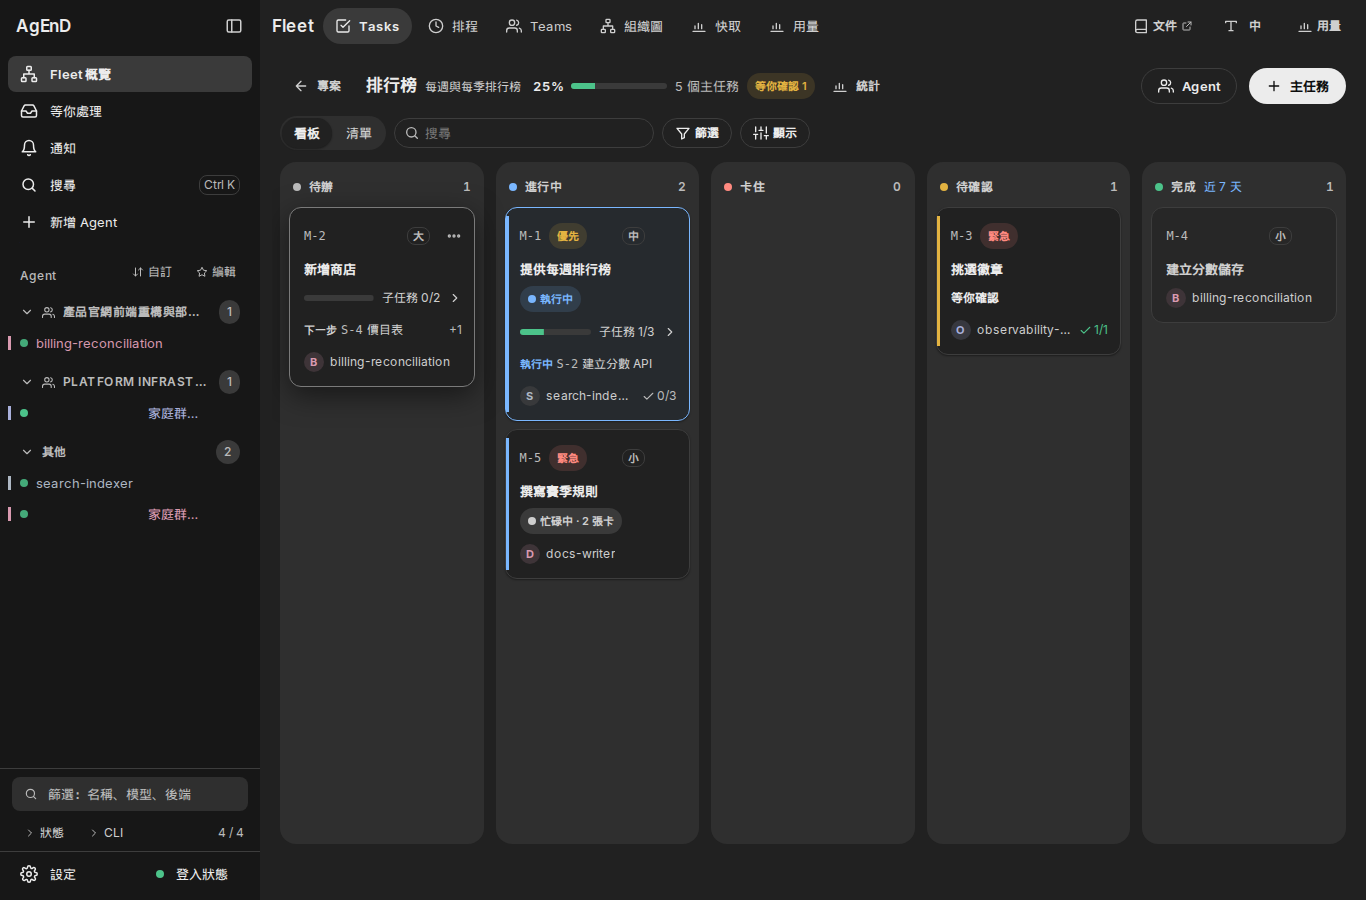 AgEnD
Fleet 概覽
等你處理
通知
搜尋 Ctrl K
新增 Agent
Agent 自訂 編輯
產品官網前端重構與部... 1
billing-reconciliation
PLATFORM INFRAST... 1
家庭群...
其他 2
search-indexer
家庭群...
篩選：名稱、模型、後端
狀態 CLI 4 / 4
設定 登入狀態
Fleet Tasks 排程 Teams 組織圖 快取 用量 文件 中 用量
專案 排行榜 每週與每季排行榜 25% 5 個主任務 等你確認 1 統計 Agent 主任務
看板 清單 搜尋 篩選 顯示
待辦 1
M-2 大
新增商店
子任務 0/2
下一步 S-4 價目表 +1
B billing-reconciliation
進行中 2
M-1 優先 中
提供每週排行榜
執行中
子任務 1/3
執行中 S-2 建立分數 API
S search-inde... 0/3
M-5 緊急 小
撰寫賽季規則
忙碌中 · 2 張卡
D docs-writer
卡住 0
待確認 1
M-3 緊急
挑選徽章
等你確認
O observability-... 1/1
完成 近 7 天 1
M-4 小
建立分數儲存
B billing-reconciliation